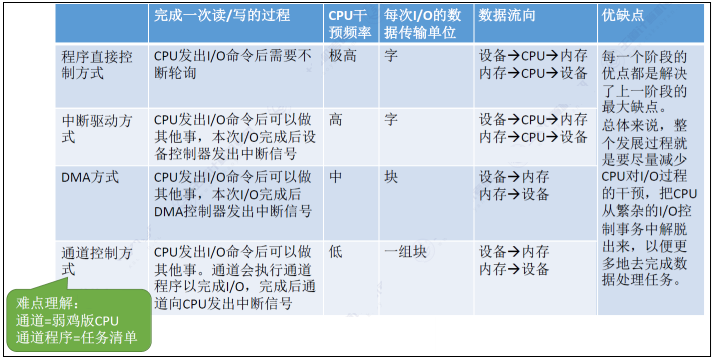 完成一次读/写的过程
CPU干
预频率
每次I/O的数
据传输单位
数据流向
优缺点
程序直接控
制方式
CPU发出I/O命令后需要不
断轮询
极高
字
设备→CPU→内存
内存→CPU→设备
每一个阶段的
优点都是解决
了上一阶段的
最大缺点。
总体来说，整
个发展过程就
是要尽量减少
CPU对I/O过程
的干预，把CPU
从繁杂的I/O控
制事务中解脱
出来，以便更
多地去完成数
据处理任务。
中断驱动方
式
CPU发出I/O命令后可以做
其他事，本次I/O完成后设
备控制器发出中断信号
高
字
设备→CPU→内存
内存→CPU→设备
DMA方式
CPU发出I/O命令后可以做
其他事，本次I/O完成后
DMA控制器发出中断信号
中
块
设备→内存
内存→设备
通道控制方
式
CPU发出I/O命令后可以做
其他事。通道会执行通道
程序以完成I/O，完成后通
道向CPU发出中断信号
低
一组块
设备→内存
内存→设备
难点理解：
通道=弱鸡版CPU
通道程序=任务清单